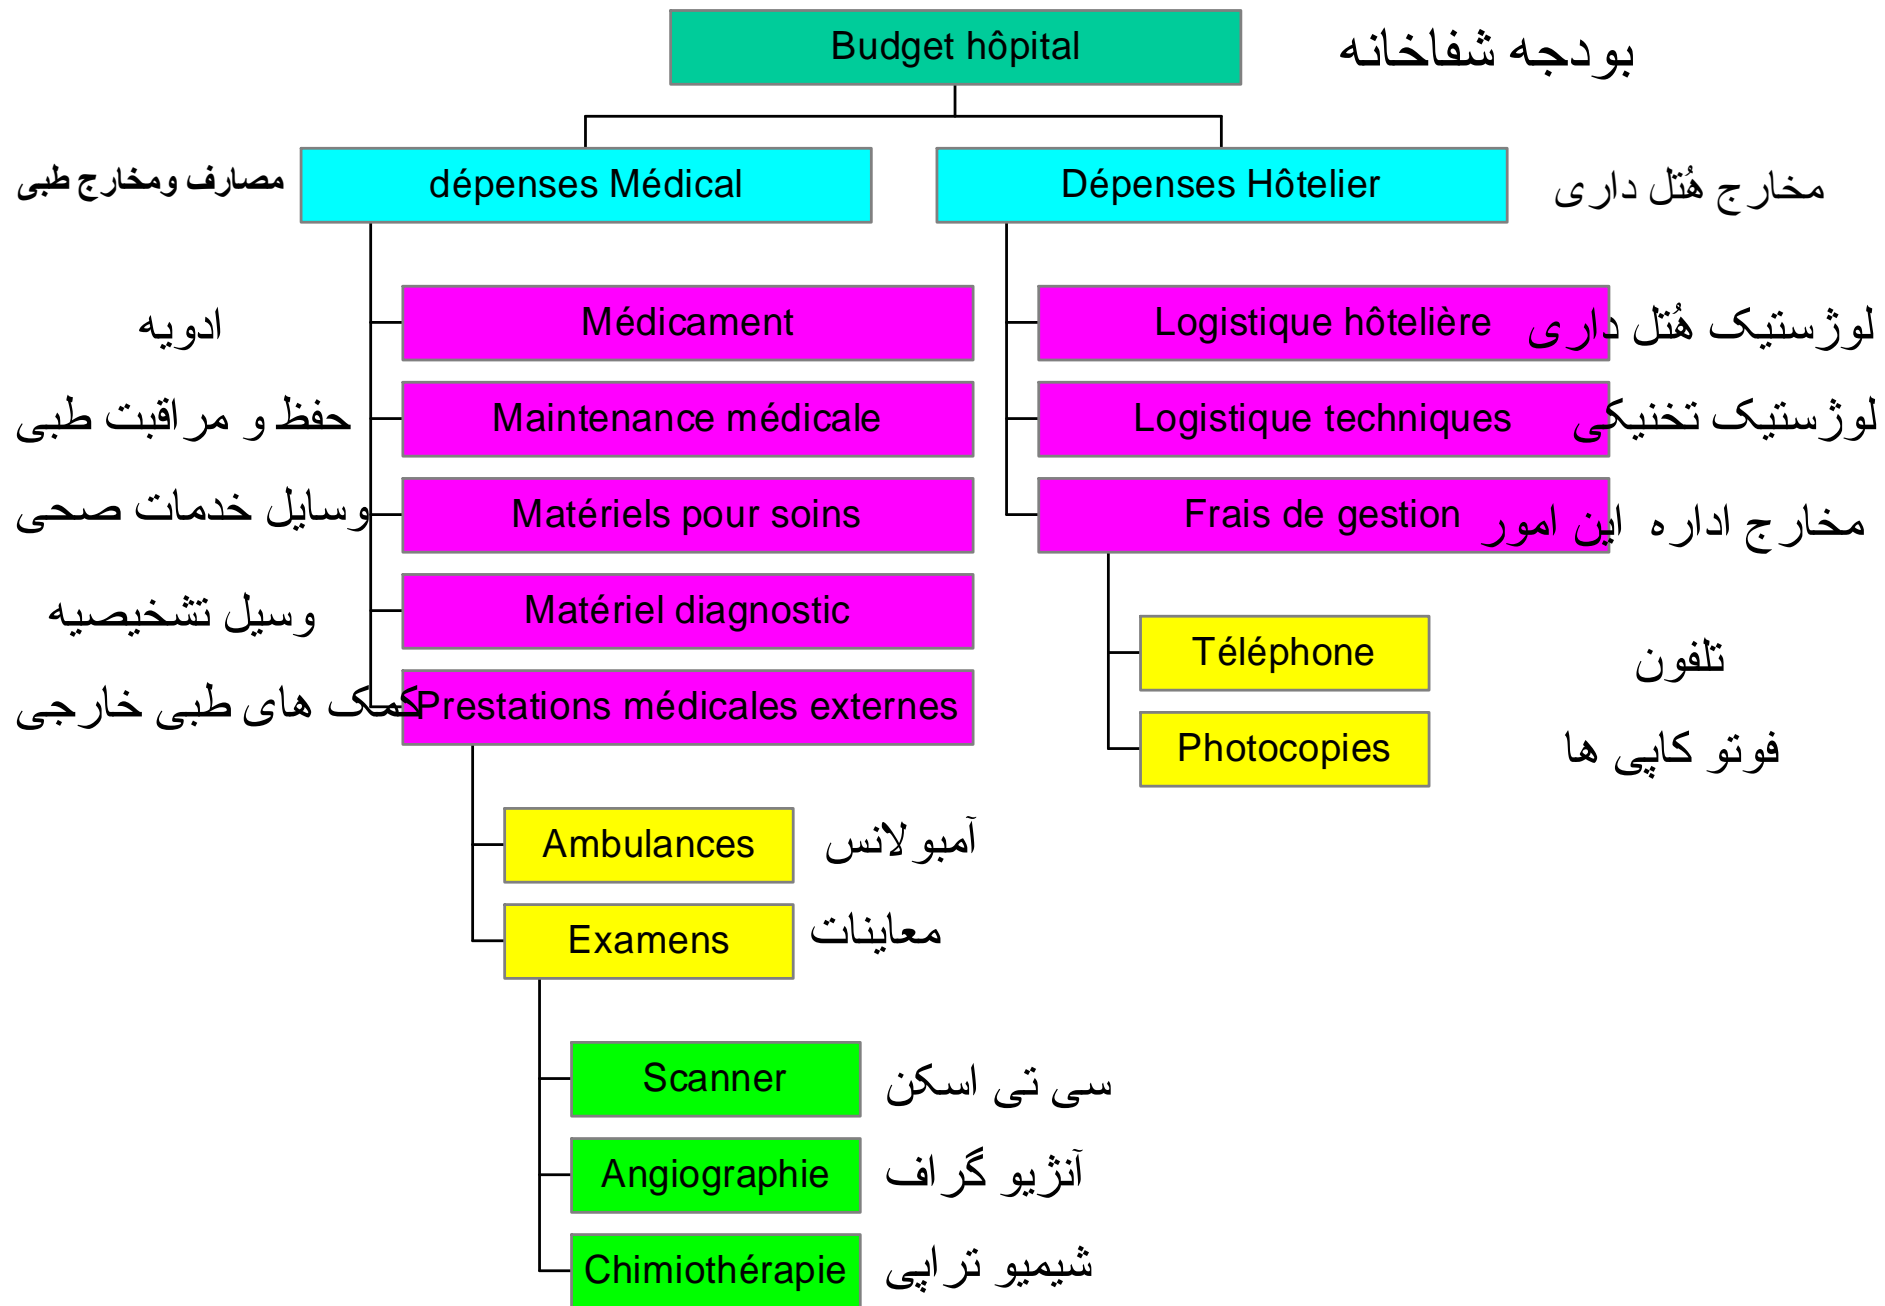 Budget hôpital
بودجه شفاخانه
مصارف ومخارج طبی
dépenses Médical
Dépenses Hôtelier
مخارج هُتل داری
ادویه
Médicament
Logistique hôtelière
لوژستیک هُتل داری
حفظ و مراقبت طبی
Maintenance médicale
Logistique techniques
لوژستیک تخنیکی
وسایل خدمات صحی
Matériels pour soins
Frais de gestion
مخارج اداره این امور
وسیل تشخیصیه
Matériel diagnostic
Téléphone
تلفون
کمک های طبی خارجی
Prestations médicales externes
Photocopies
فوتو کاپی ها
Ambulances
آمبولانس
Examens
معاینات
Scanner
سی تی اسکن
Angiographie
آنژیو گراف
Chimiothérapie
شیمیو تراپی